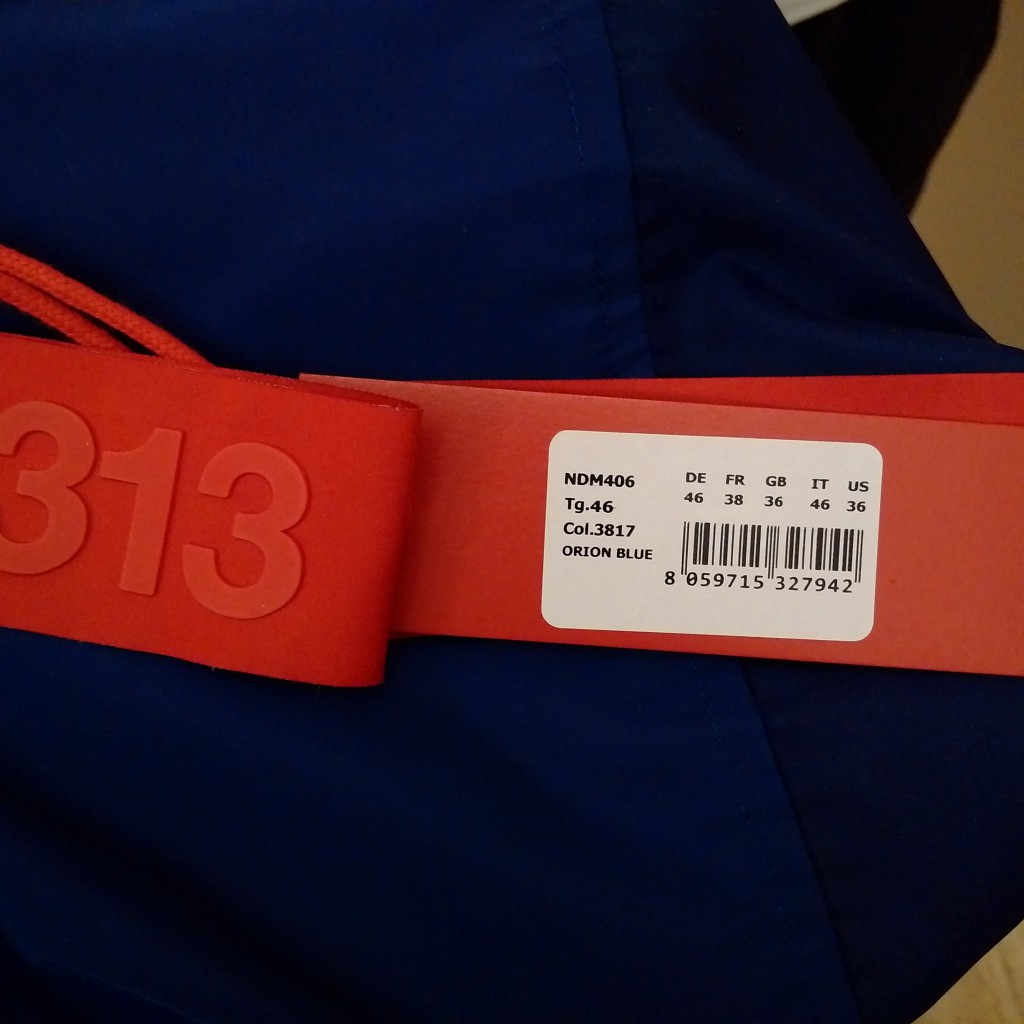 313
NDM406
Tg.46
Col.3817
ORION BLUE
DE FR GB IT US
46 38 36 46 36
8 059715 327942